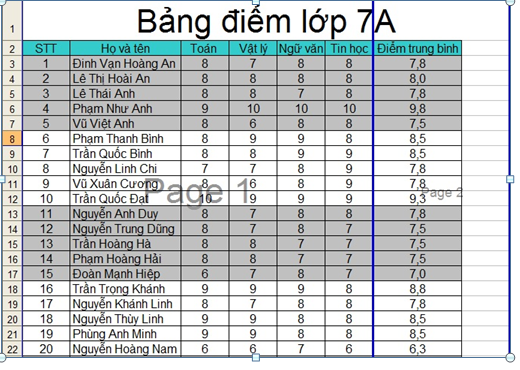 1 Bảng điểm lớp 7A
2 STT Họ và tên Toán Vật lý Ngữ văn Tin học Điểm trung bình
3 1 Đinh Vạn Hoàng An 8 7 8 8 7,8
4 2 Lê Thị Hoài An 8 8 8 8 8,0
5 3 Lê Thái Anh 8 8 7 8 7,8
6 4 Phạm Như Anh 9 10 10 10 9,8
7 5 Vũ Việt Anh 8 6 8 8 7,5
8 6 Phạm Thanh Bình 8 9 9 8 8,5
9 7 Trần Quốc Bình 8 8 9 9 8,5
10 8 Nguyễn Linh Chi 7 7 8 9 7,8
11 9 Vũ Xuân Cương 8 6 8 9 7,8
Page 1 Page 2
12 10 Trần Quốc Đạt 10 9 9 9 9,3
13 11 Nguyễn Anh Duy 8 7 8 8 7,8
14 12 Nguyễn Trung Dũng 8 7 7 8 7,5
15 13 Trần Hoàng Hà 8 8 7 7 7,5
16 14 Phạm Hoàng Hải 8 8 7 7 7,5
17 15 Đoàn Mạnh Hiệp 6 7 8 7 7,0
18 16 Trần Trọng Khánh 9 9 9 8 8,8
19 17 Nguyễn Khánh Linh 8 7 8 8 7,8
20 18 Nguyễn Thùy Linh 8 9 8 9 8,5
21 19 Phùng Anh Minh 9 8 8 9 8,5
22 20 Nguyễn Hoàng Nam 6 6 7 6 6,3